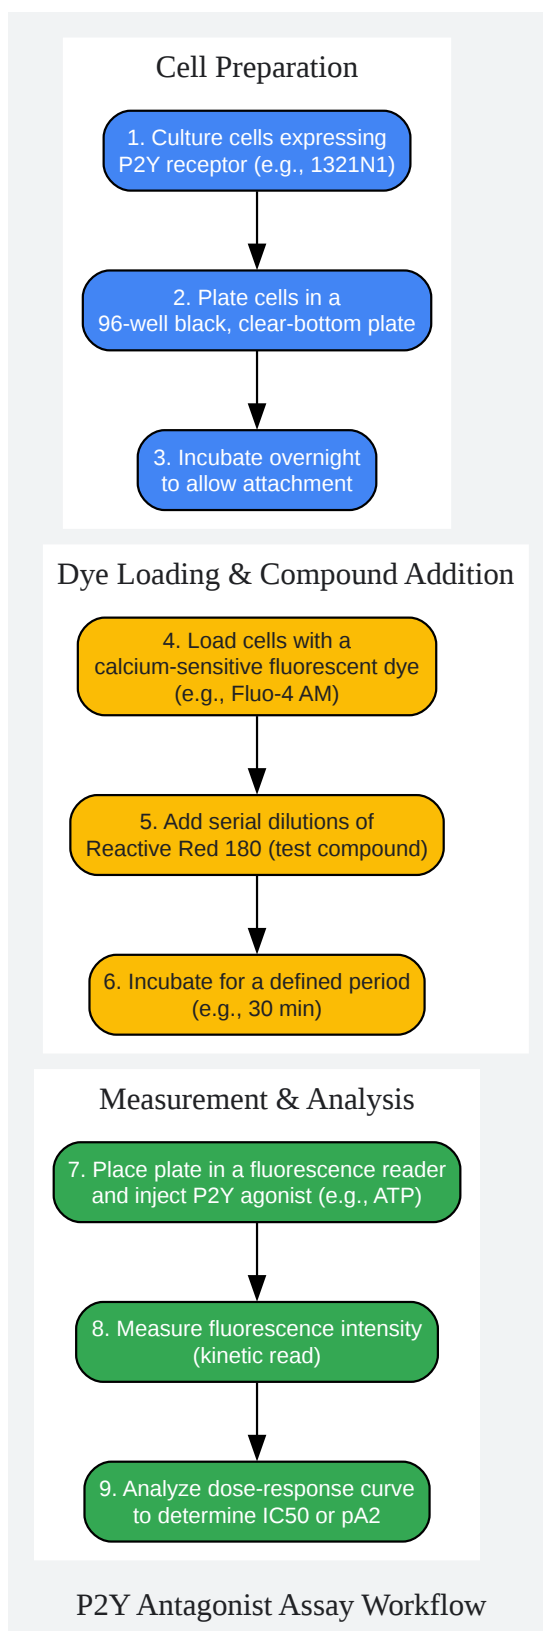 Cell Preparation
1. Culture cells expressing
P2Y receptor (e.g., 1321N1)
2. Plate cells in a
96-well black, clear-bottom plate
3. Incubate overnight
to allow attachment
Dye Loading & Compound Addition
4. Load cells with a
calcium-sensitive fluorescent dye
(e.g., Fluo-4 AM)
5. Add serial dilutions of
Reactive Red 180 (test compound)
6. Incubate for a defined period
(e.g., 30 min)
Measurement & Analysis
7. Place plate in a fluorescence reader
and inject P2Y agonist (e.g., ATP)
8. Measure fluorescence intensity
(kinetic read)
9. Analyze dose-response curve
to determine IC50 or pA2
P2Y Antagonist Assay Workflow